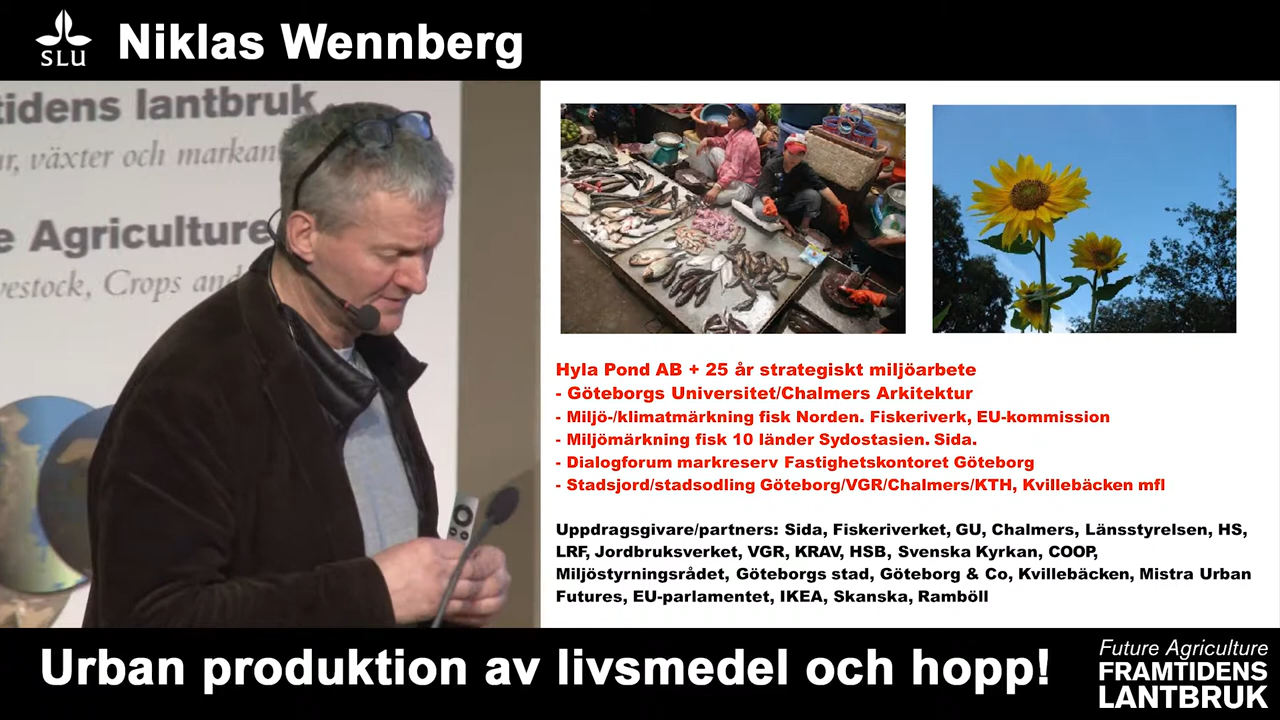 SLU
Niklas Wennberg
tidens lantbruk
växter och
e Agriculture
Crops
Hyla Pond AB + 25 år strategiskt miljöarbete
- Göteborgs Universitet/Chalmers Arkitektur
- Miljö-/klimatmärkning fisk Norden. Fiskeriverk, EU-kommission
- Miljömärkning fisk 10 länder Sydostasien. Sida.
- Dialogforum markreserv Fastighetskontoret Göteborg
- Stadsjord/stadsodling Göteborg/VGR/Chalmers/KTH, Kvillebäcken mfl
Uppdragsgivare/partners: Sida, Fiskeriverket, GU, Chalmers, Länsstyrelsen, HS,
LRF, Jordbruksverket, VGR, KRAV, HSB, Svenska Kyrkan, COOP,
Miljöstyrningsrådet, Göteborgs stad, Göteborg & Co, Kvillebäcken, Mistra Urban
Futures, EU-parlamentet, IKEA, Skanska, Ramböll
Urban produktion av livsmedel och hopp!
Future Agriculture
FRAMTIDENS
LANTBRUK